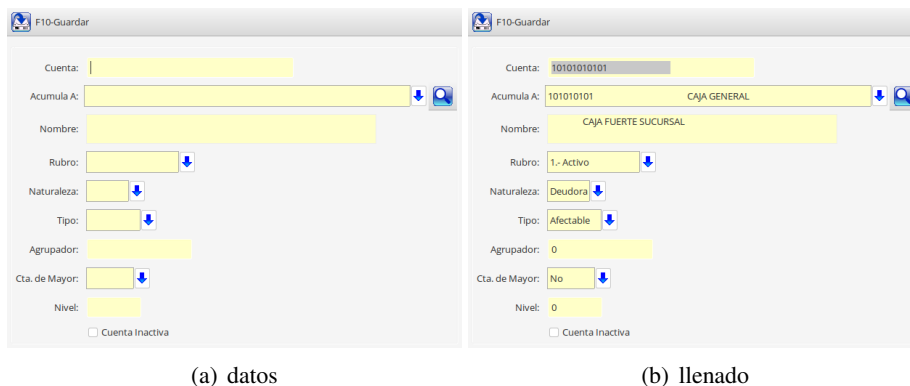 F10-Guardar
Cuenta:
Acumula A:
Nombre:
Rubro:
Naturaleza:
Tipo:
Agrupador:
Cta. de Mayor:
Nivel:
Cuenta Inactiva
(a) datos
F10-Guardar
Cuenta: 10101010101
Acumula A: 101010101 CAJA GENERAL
Nombre: CAJA FUERTE SUCURSAL
Rubro: 1.- Activo
Naturaleza: Deudora
Tipo: Afectable
Agrupador: 0
Cta. de Mayor: No
Nivel: 0
Cuenta Inactiva
(b) llenado